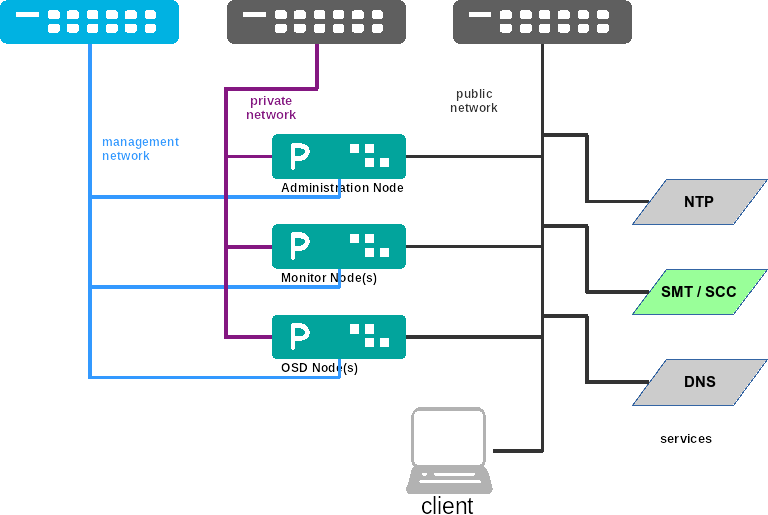 public
network
private
network
management
network
P
Administration Node
NTP
P
Monitor Node(s)
SMT / SCC
P
OSD Node(s)
DNS
services
client